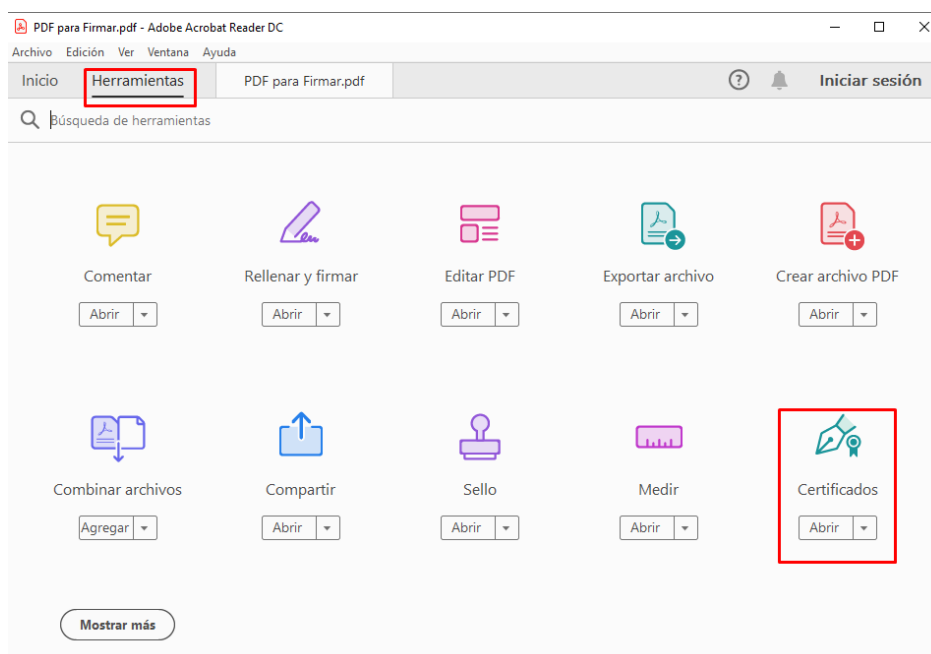 PDF para Firmar.pdf - Adobe Acrobat Reader DC
Archivo Edición Ver Ventana Ayuda
Inicio Herramientas PDF para Firmar.pdf Iniciar sesión
Búsqueda de herramientas
Comentar Rellenar y firmar Editar PDF Exportar archivo Crear archivo PDF
Abrir Abrir Abrir Abrir Abrir
Combinar archivos Compartir Sello Medir Certificados
Agregar Abrir Abrir Abrir Abrir
Mostrar más